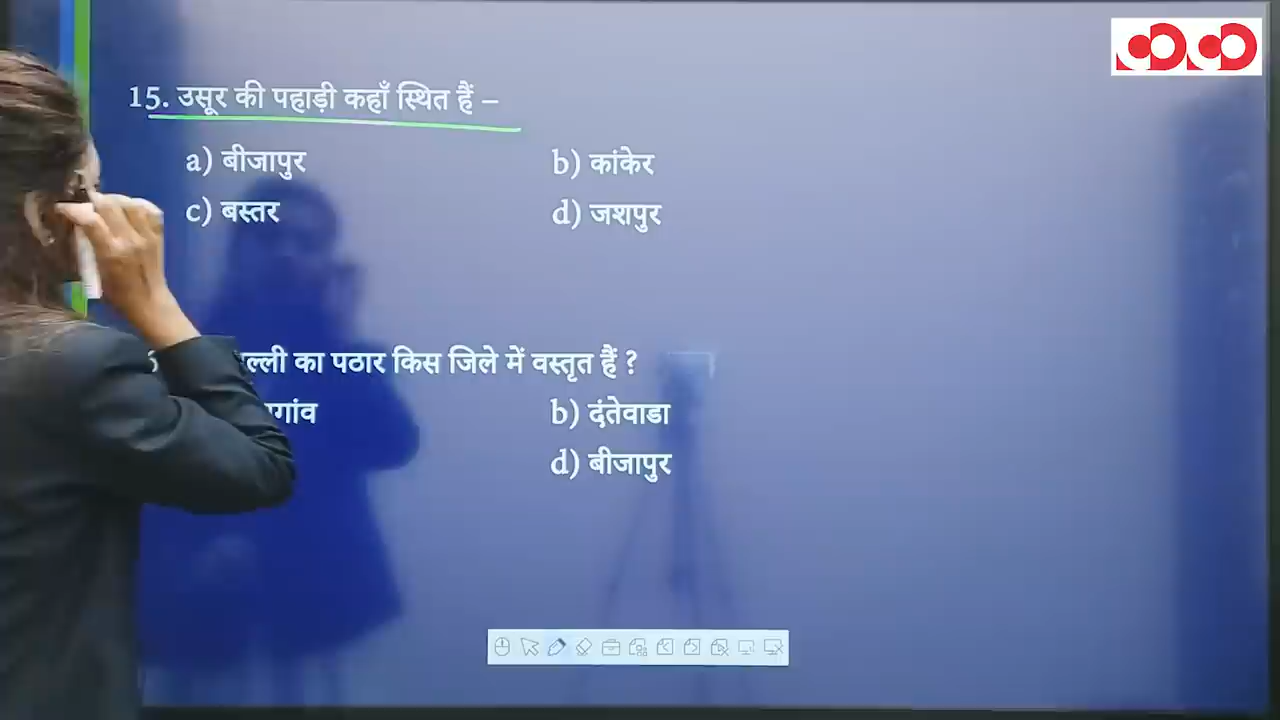 15. उसूर की पहाड़ी कहाँ स्थित हैं –
a) बीजापुर b) कांकेर
c) बस्तर d) जशपुर
का पठार किस जिले में वस्तृत हैं ?
b) दंतेवाडा
d) बीजापुर